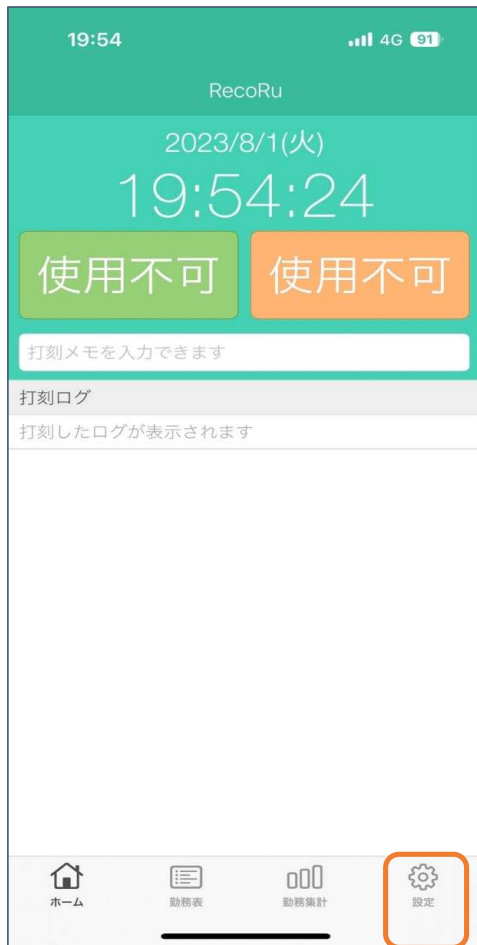 19:54 4G 91
RecoRu
2023/8/1(火)
19:54:24
使用不可 使用不可
打刻メモを入力できます
打刻ログ
打刻したログが表示されます
ホーム 勤務表 勤務集計 設定